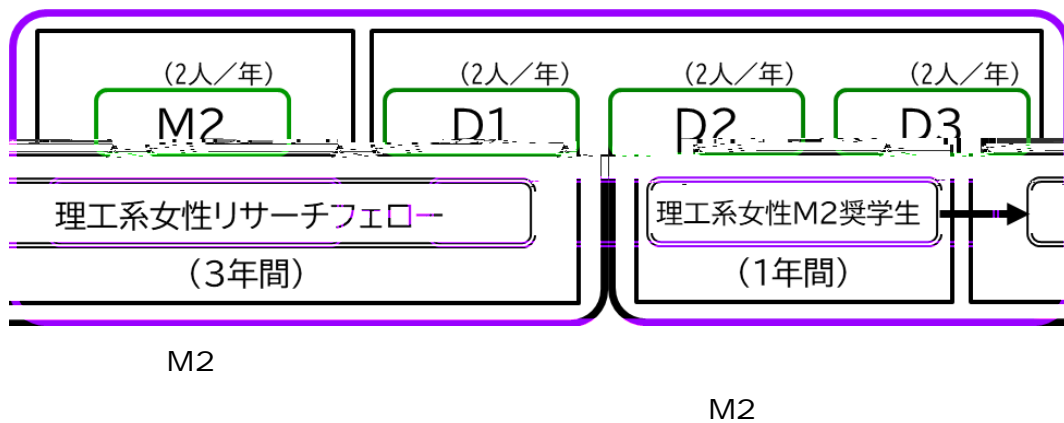 (2人/年) (2人/年) (2人/年) (2人/年)
M2 D1 D2 D3
理工系女性リサーチフェロー 理工系女性M2奨学生
(3年間) (1年間)
M2
M2